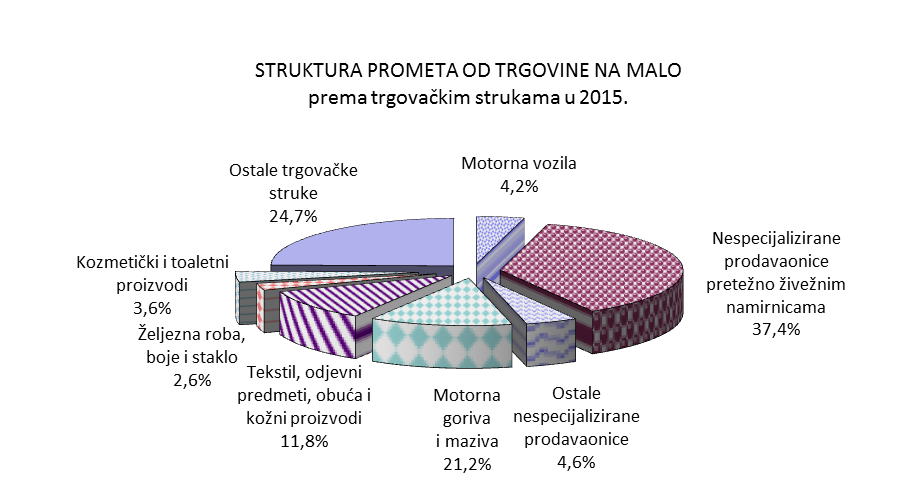 STRUKTURA PROMETA OD TRGOVINE NA MALO
prema trgovačkim strukama u 2015.
Motorna vozila
4,2%
Nespecijalizirane
prodavaonice
pretežno živežnim
namirnicama
37,4%
Ostale
nespecijalizirane
prodavaonice
4,6%
Motorna
goriva
i maziva
21,2%
Tekstil, odjevni
predmeti, obuća i
kožni proizvodi
11,8%
Željezna roba,
boje i staklo
2,6%
Kozmetički i toaletni
proizvodi
3,6%
Ostale trgovačke
struke
24,7%